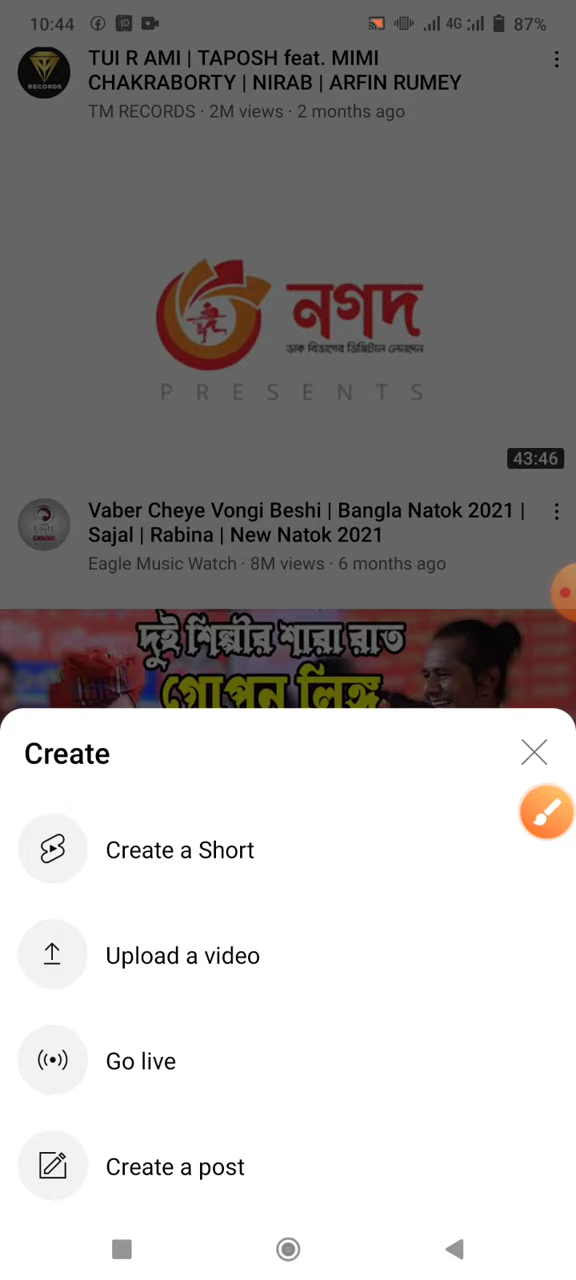 10:44
4G
87%
TUI R AMI | TAPOSH feat. MIMI
CHAKRABORTY | NIRAB | ARFIN RUMEY
TM RECORDS · 2M views · 2 months ago
RECORDS
নগদ
ডাক বিভাগের ডিজিটাল লেনদেন
PRESENTS
43:46
Vaber Cheye Vongi Beshi | Bangla Natok 2021 |
Sajal | Rabina | New Natok 2021
Eagle Music Watch · 8M views · 6 months ago
দুই শিল্পীর সারা রাত
গোপন লিঙ্গ
Create
Create a Short
Upload a video
Go live
Create a post